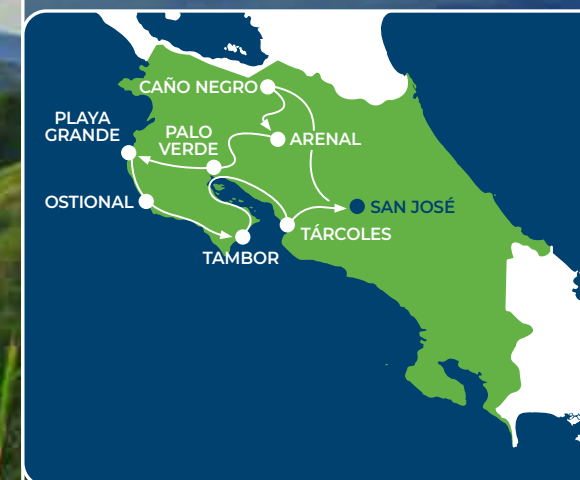 CAÑO NEGRO
PLAYA
GRANDE
PALO
VERDE
ARENAL
OSTIONAL
SAN JOSÉ
TÁRCOLES
TAMBOR